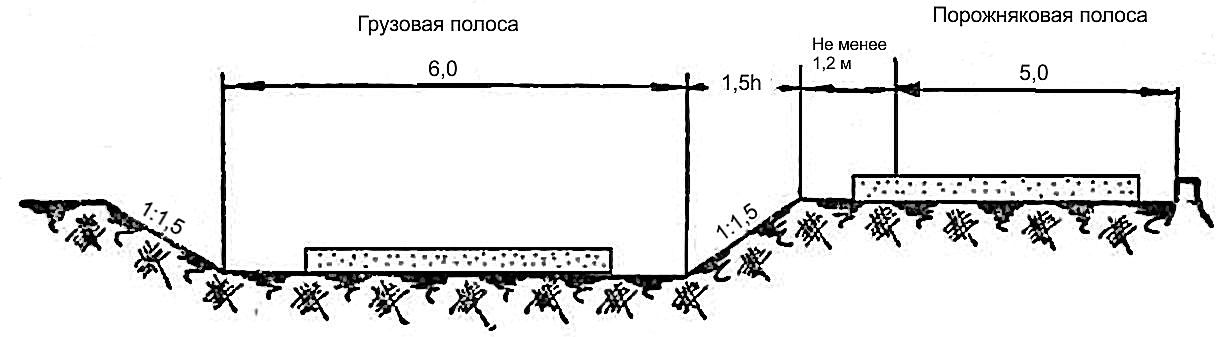 Грузовая полоса
Порожняковая полоса
Не менее
1,2 м
6,0
1,5h
5,0
1:1,5
1:1,5